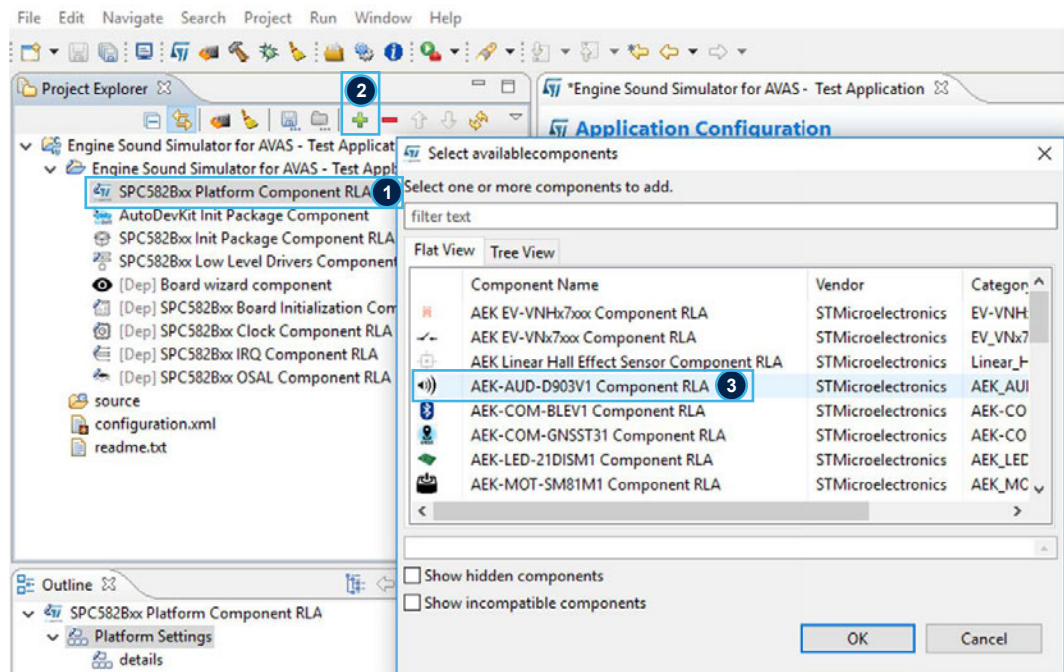 File Edit Navigate Search Project Run Window Help
Project Explorer
2
*Engine Sound Simulator for AVAS - Test Application
Application Configuration
Engine Sound Simulator for AVAS - Test Applicat
Engine Sound Simulator for AVAS - Test Appl
SPC582Bxx Platform Component RLA
1
AutoDevKit Init Package Component
SPC582Bxx Init Package Component RLA
SPC582Bxx Low Level Drivers Component
[Dep] Board wizard component
[Dep] SPC582Bxx Board Initialization Com
[Dep] SPC582Bxx Clock Component RLA
[Dep] SPC582Bxx IRQ Component RLA
[Dep] SPC582Bxx OSAL Component RLA
source
configuration.xml
readme.txt
Select availablecomponents
Select one or more components to add.
filter text
Flat View Tree View
Component Name Vendor Category
AEK EV-VNHx7xxx Component RLA STMicroelectronics EV-VNH
AEK EV-VNx7xxx Component RLA STMicroelectronics EV_VNx7
AEK Linear Hall Effect Sensor Component RLA STMicroelectronics Linear_H
AEK-AUD-D903V1 Component RLA 3 STMicroelectronics AEK_AUI
AEK-COM-BLEV1 Component RLA STMicroelectronics AEK-CO
AEK-COM-GNSST31 Component RLA STMicroelectronics AEK-CO
AEK-LED-21DISM1 Component RLA STMicroelectronics AEK_LED
AEK-MOT-SM81M1 Component RLA STMicroelectronics AEK_MC
Show hidden components
Show incompatible components
OK Cancel
Outline
SPC582Bxx Platform Component RLA
Platform Settings
details